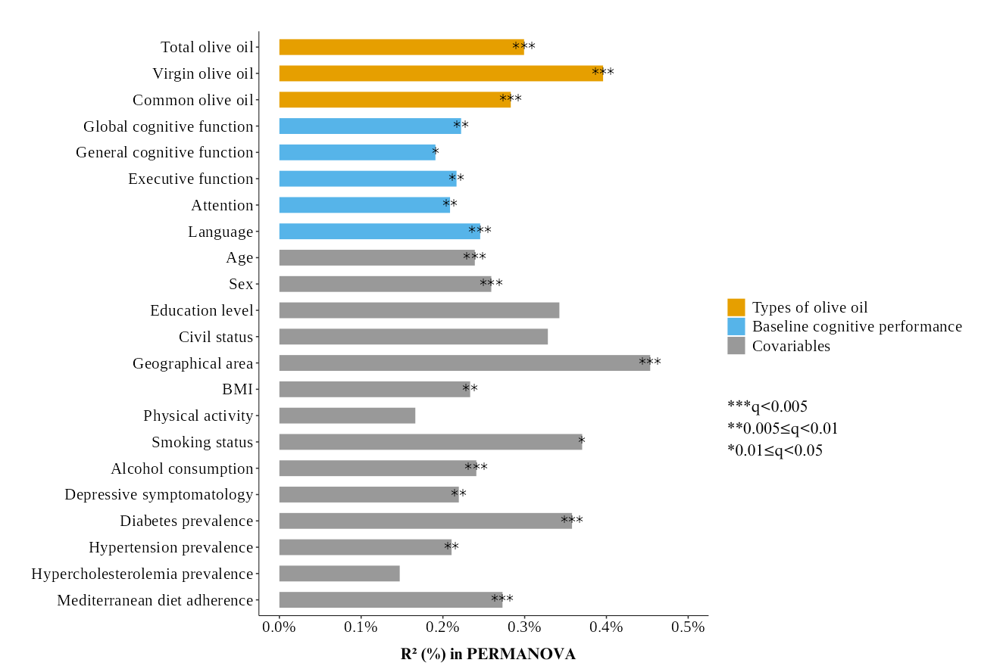 Total olive oil ***
Virgin olive oil ***
Common olive oil ***
Global cognitive function **
General cognitive function *
Executive function **
Attention **
Language ***
Age ***
Sex ***
Education level
Civil status
Geographical area ***
BMI **
Physical activity
Smoking status *
Alcohol consumption ***
Depressive symptomatology **
Diabetes prevalence ***
Hypertension prevalence **
Hypercholesterolemia prevalence
Mediterranean diet adherence ***
0.0% 0.1% 0.2% 0.3% 0.4% 0.5%
R² (%) in PERMANOVA
Types of olive oil
Baseline cognitive performance
Covariables
***q<0.005
**0.005≤q<0.01
*0.01≤q<0.05